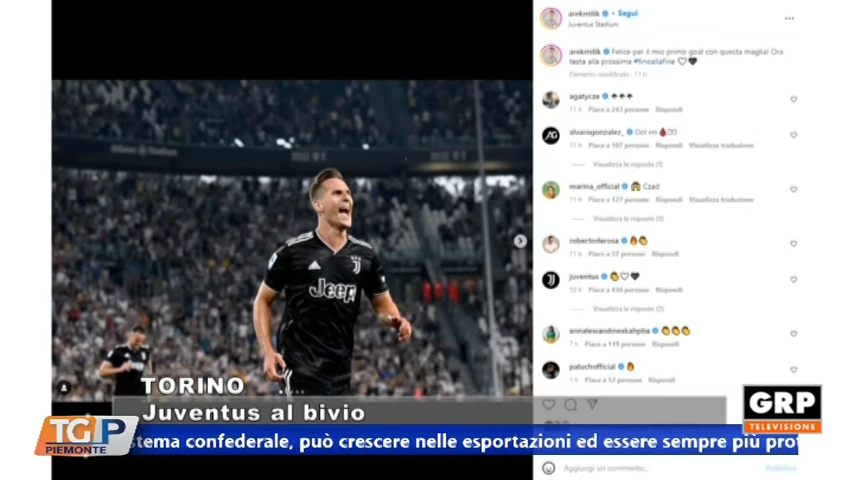 arekmilik • Segui
Juventus Stadium
arekmilik Felice per il mio primo goal con questa maglia! Ora
testa alla prossima #finoallafine
Elemento modificato · 11 h
agatycze
11 h Piace a 243 persone Rispondi
alvarogonzalez_ Gol en
11 h Piace a 107 persone Rispondi Visualizza traduzione
Visualizza le risposte (1)
marina_official Czad
11 h Piace a 127 persone Rispondi Visualizza traduzione
Visualizza le risposte (3)
robertoderosa
11 h Piace a 37 persone Rispondi
juventus
10 h Piace a 436 persone Rispondi
Visualizza le risposte (2)
annalewandowskahpba
7 h Piace a 119 persone Rispondi
paluchofficial
1 h Piace a 12 persone Rispondi
Jeep
TORINO
Juventus al bivio
GRP
TELEVISIONE
TGP
PIEMONTE
stema confederale, può crescere nelle esportazioni ed essere sempre più pro
Aggiungi un commento...
Pubblica